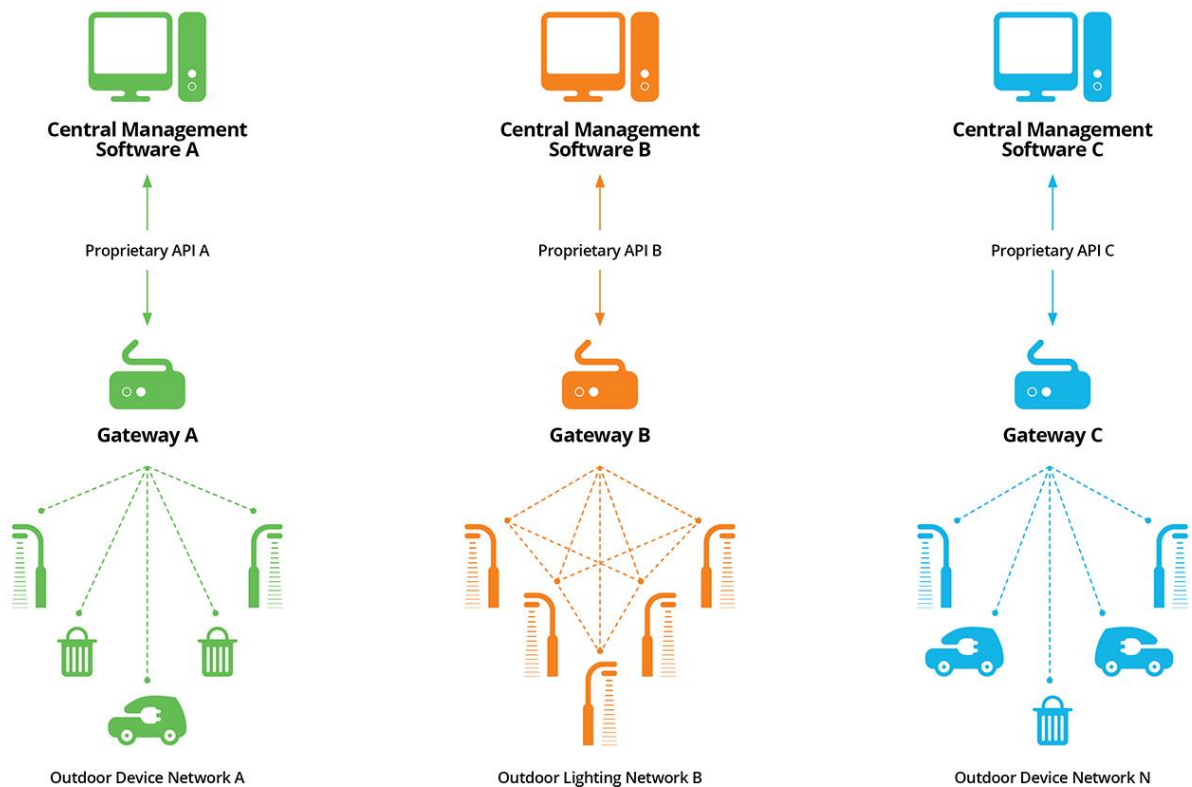 Central Management
Software A
Central Management
Software B
Central Management
Software C
Proprietary API A
Proprietary API B
Proprietary API C
Gateway A
Gateway B
Gateway C
Outdoor Device Network A
Outdoor Lighting Network B
Outdoor Device Network N